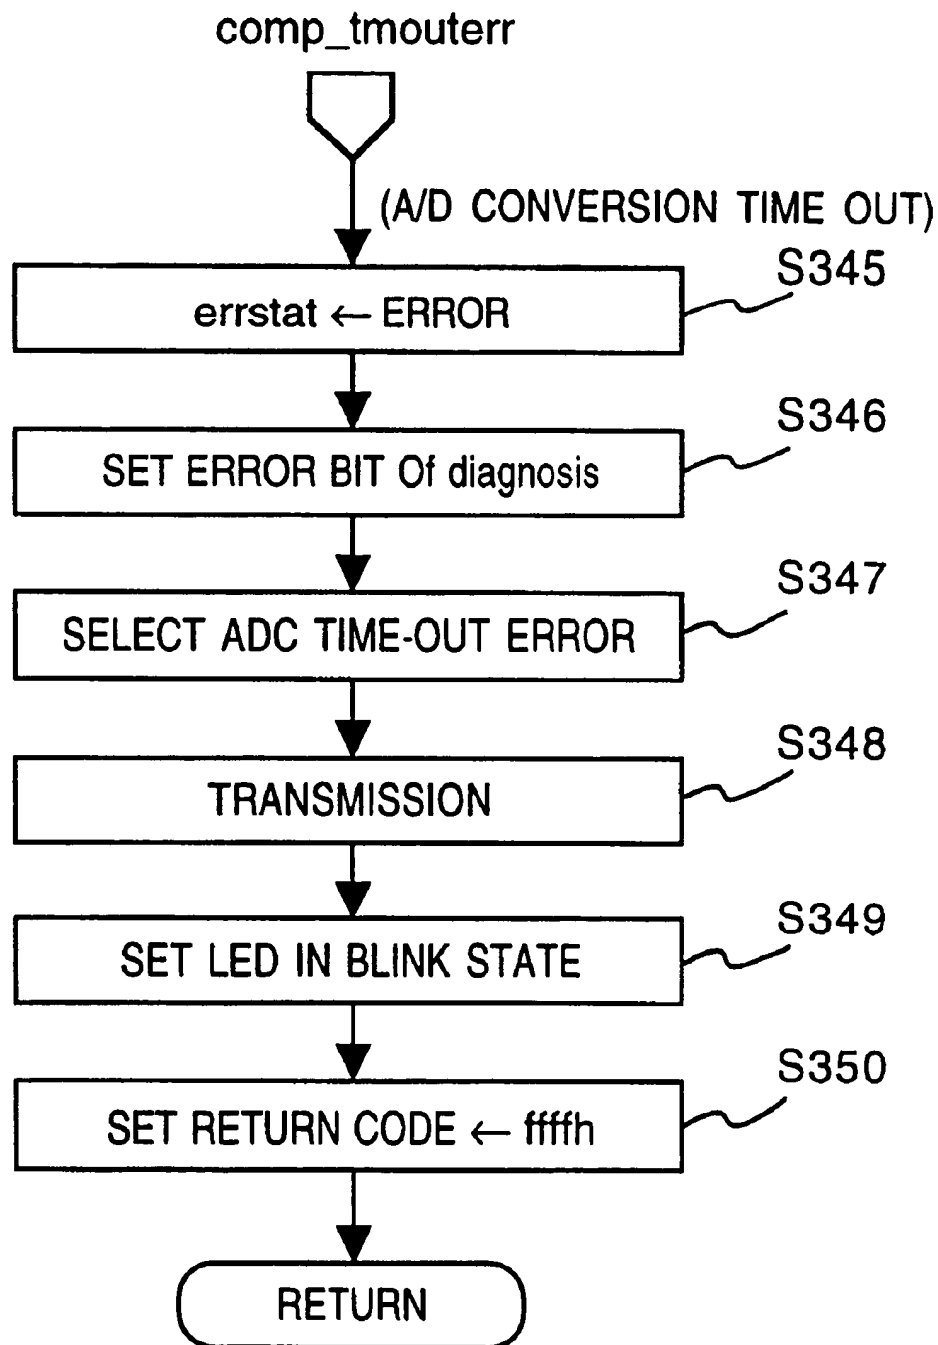 comp_tmouterr
(A/D CONVERSION TIME OUT)
S345
errstat ← ERROR
S346
SET ERROR BIT Of diagnosis
S347
SELECT ADC TIME-OUT ERROR
S348
TRANSMISSION
S349
SET LED IN BLINK STATE
S350
SET RETURN CODE ← ffffh
RETURN